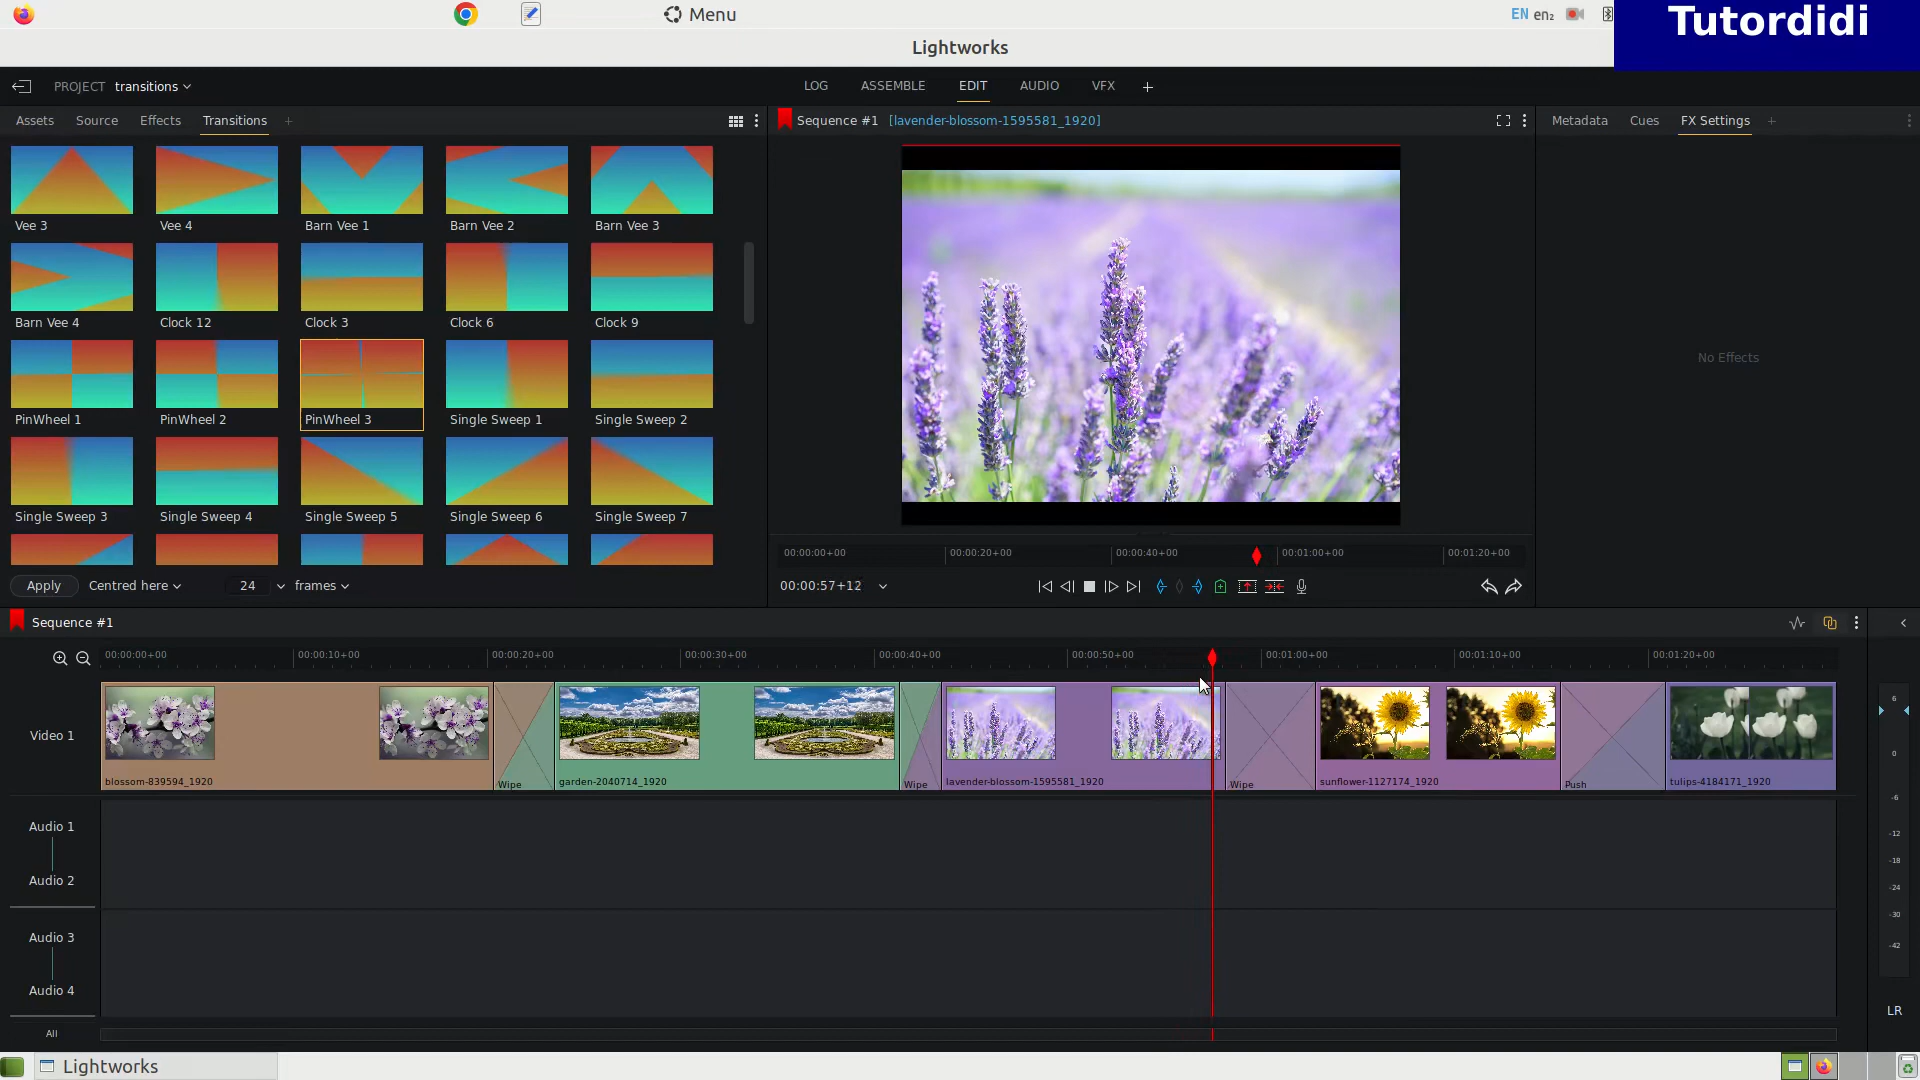 Menu
EN en₂
Tutordidi
Lightworks
PROJECT transitions
LOG ASSEMBLE EDIT AUDIO VFX +
Assets Source Effects Transitions +
Sequence #1 [lavender-blossom-1595581_1920]
Metadata Cues FX Settings +
Vee 3 Vee 4 Barn Vee 1 Barn Vee 2 Barn Vee 3
Barn Vee 4 Clock 12 Clock 3 Clock 6 Clock 9
PinWheel 1 PinWheel 2 PinWheel 3 Single Sweep 1 Single Sweep 2
Single Sweep 3 Single Sweep 4 Single Sweep 5 Single Sweep 6 Single Sweep 7
No Effects
00:00:00+00 00:00:20+00 00:00:40+00 00:01:00+00 00:01:20+00
Apply Centred here 24 frames
00:00:57+12
Sequence #1
00:00:00+00 00:00:10+00 00:00:20+00 00:00:30+00 00:00:40+00 00:00:50+00 00:01:00+00 00:01:10+00 00:01:20+00
Video 1
blossom-839594_1920 Wipe garden-2040714_1920 Wipe lavender-blossom-1595581_1920 Wipe sunflower-1127174_1920 Push tulips-4184171_1920
Audio 1
Audio 2
Audio 3
Audio 4
All
6
0
-6
-12
-18
-24
-30
-42
LR
Lightworks